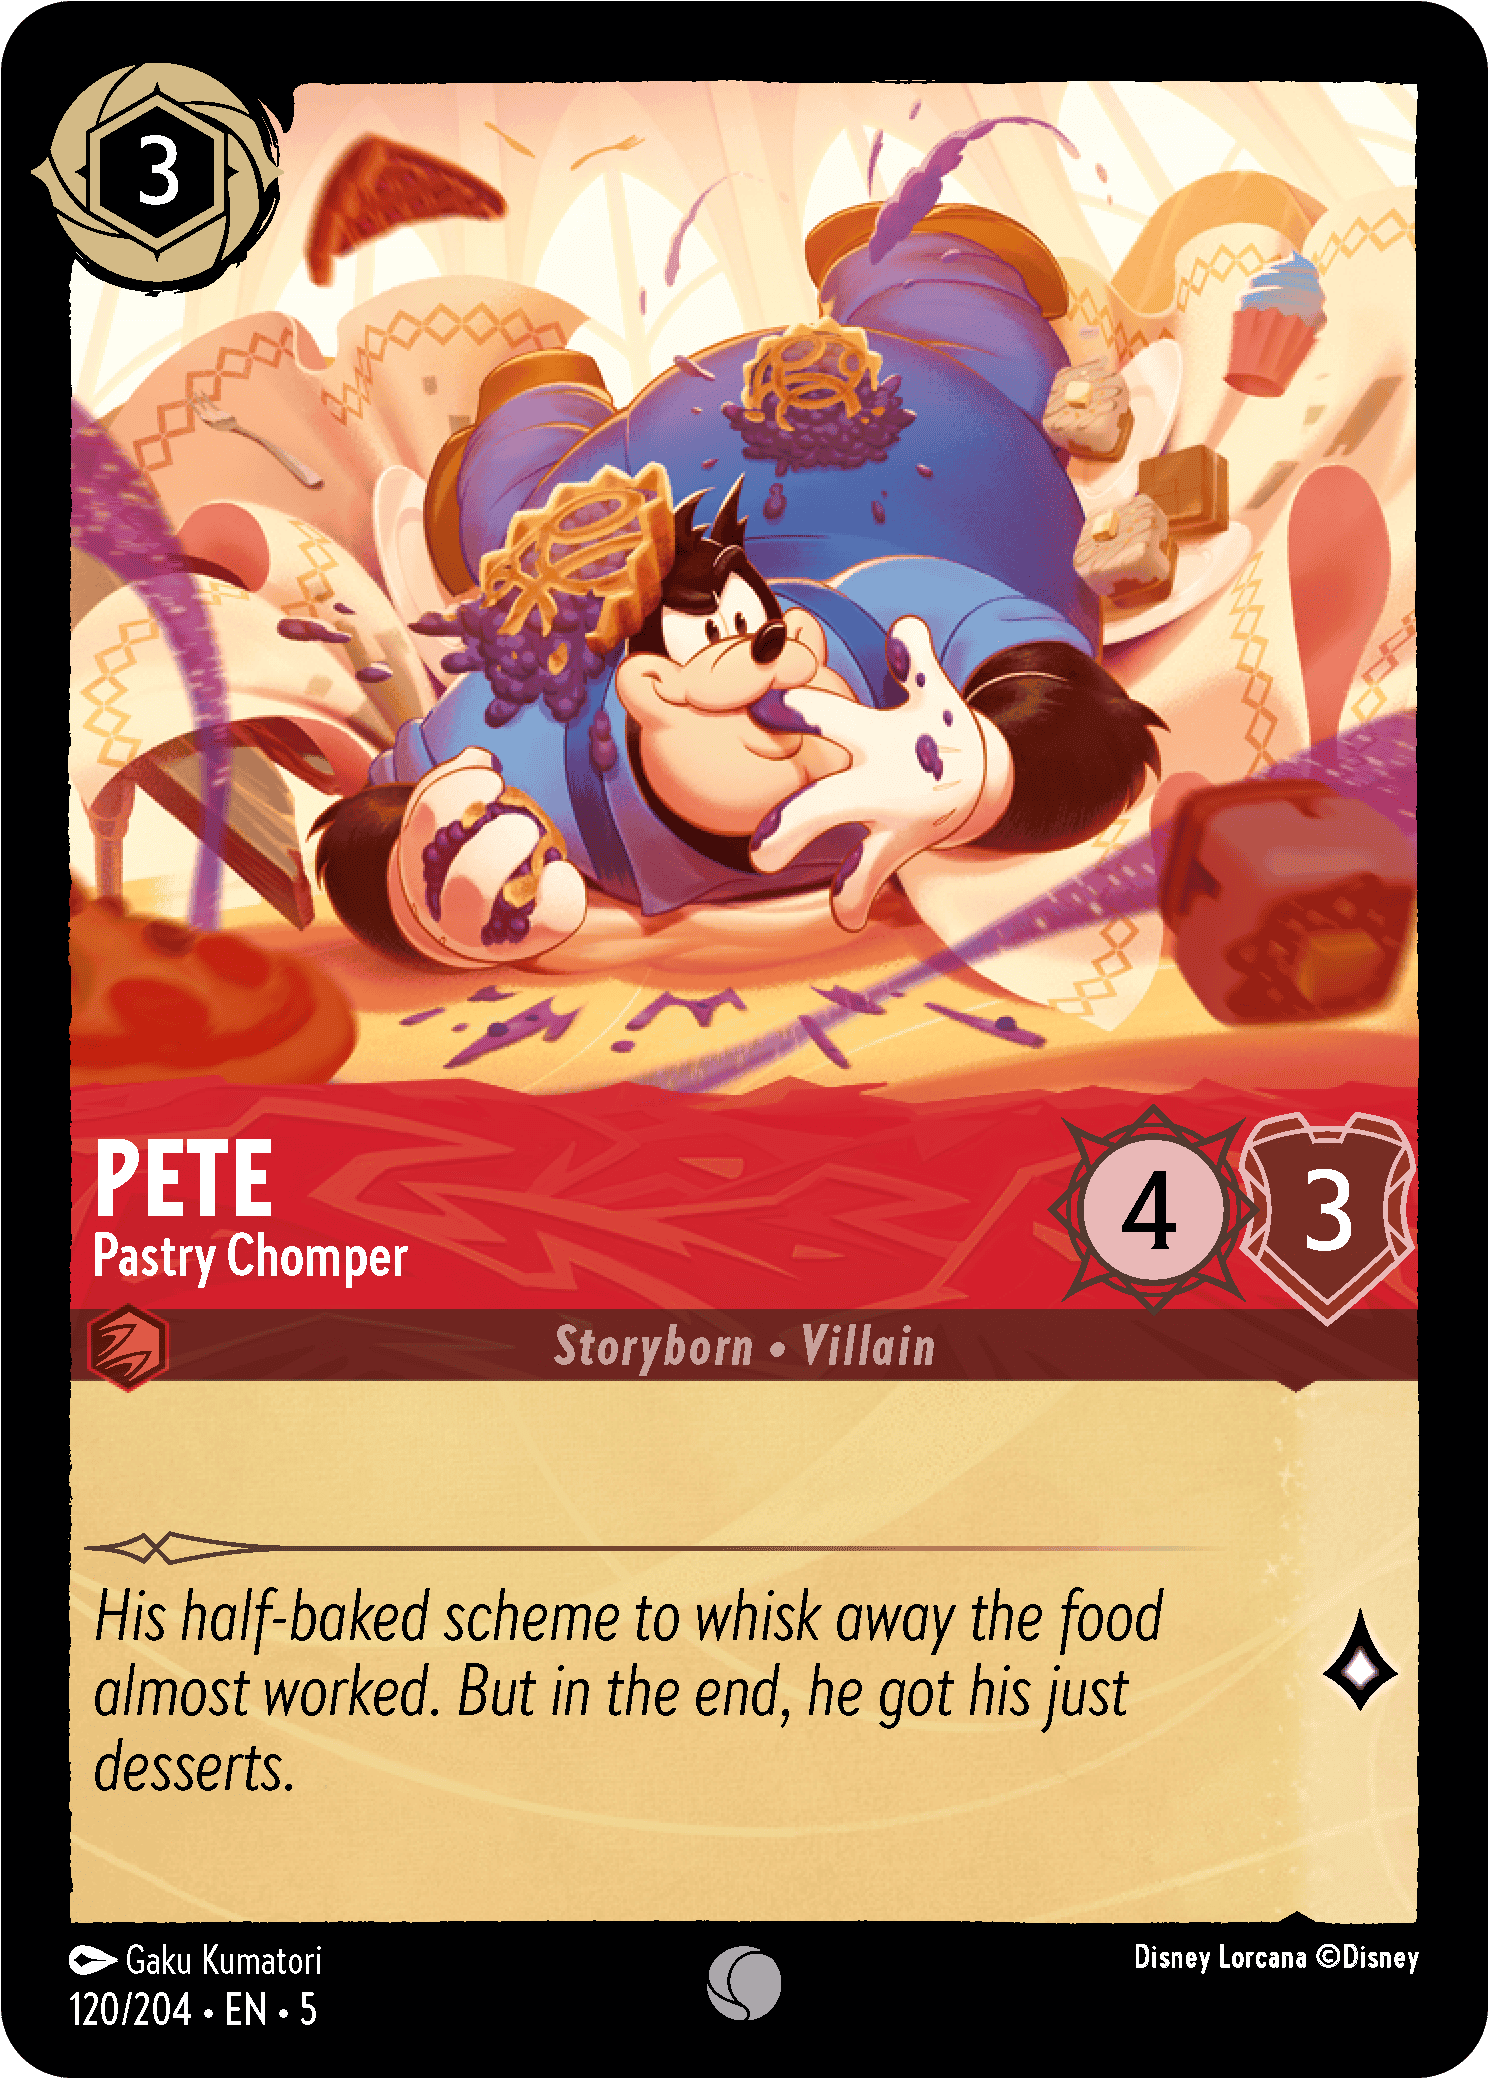 3
PETE
Pastry Chomper
4
3
Storyborn • Villain
His half-baked scheme to whisk away the food
almost worked. But in the end, he got his just
desserts.
Gaku Kumatori
120/204 • EN • 5
Disney Lorcana ©Disney